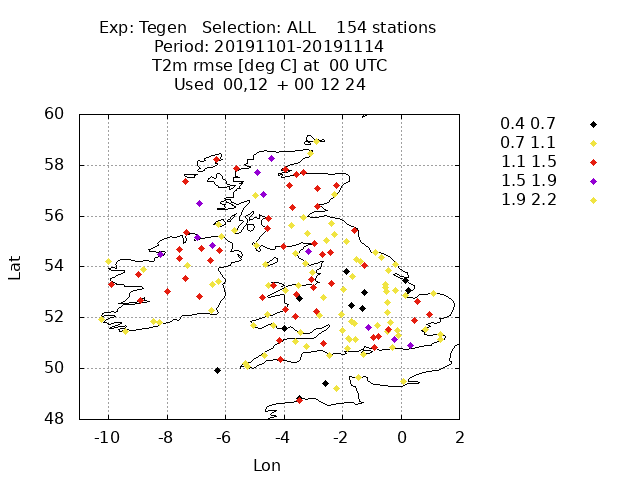 Exp: Tegen Selection: ALL 154 stations
Period: 20191101-20191114
T2m rmse [deg C] at 00 UTC
Used 00,12 + 00 12 24
0.4 0.7
0.7 1.1
1.1 1.5
1.5 1.9
1.9 2.2
60
58
56
54
52
50
48
Lat
-10 -8 -6 -4 -2 0 2
Lon